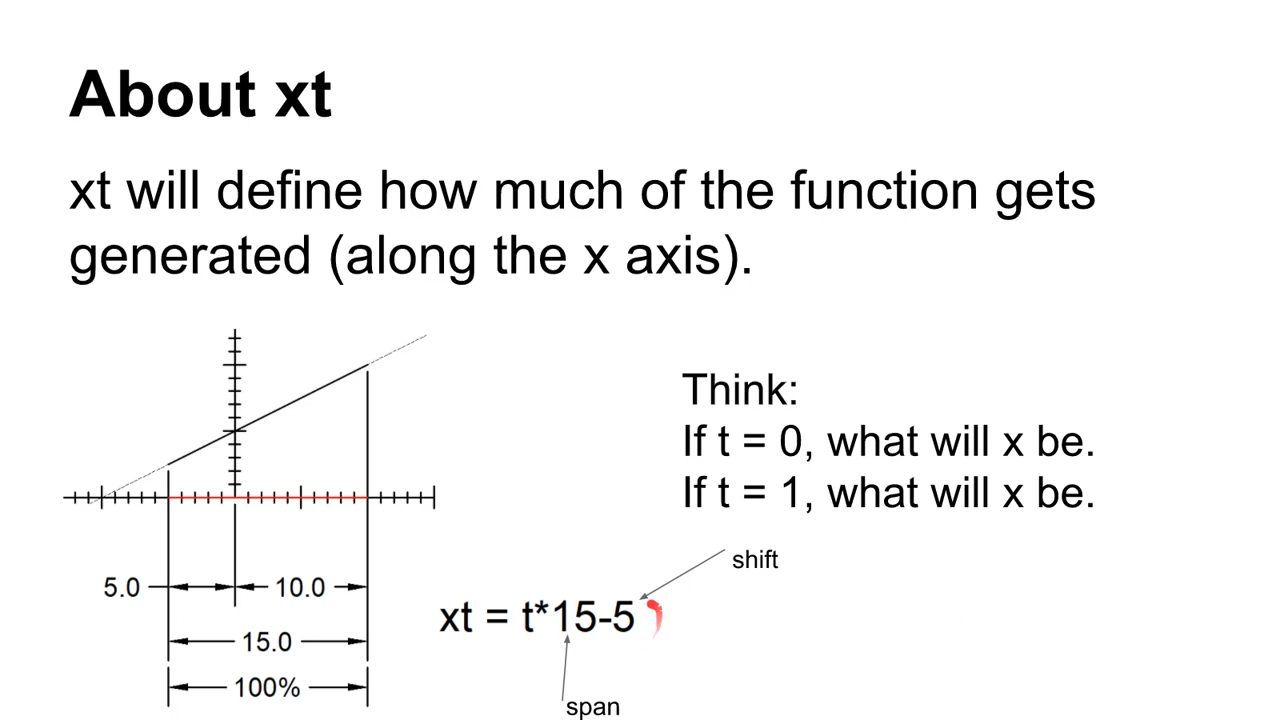 About xt
xt will define how much of the function gets
generated (along the x axis).
Think:
If t = 0, what will x be.
If t = 1, what will x be.
shift
5.0
10.0
xt = t*15-5
15.0
100%
span